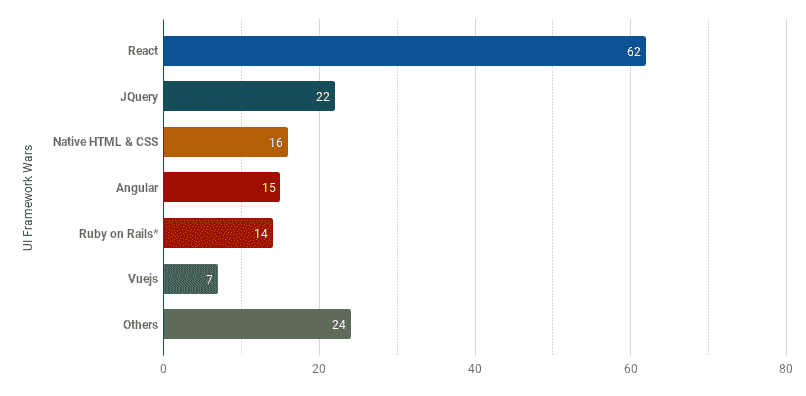 UI Framework Wars
React 62
JQuery 22
Native HTML & CSS 16
Angular 15
Ruby on Rails* 14
Vuejs 7
Others 24
0 20 40 60 80